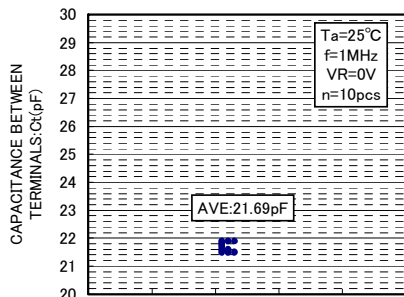 30
29
28
27
26
25
24
23
22
21
20
CAPACITANCE BETWEEN
TERMINALS:Ct(pF)
Ta=25℃
f=1MHz
VR=0V
n=10pcs
AVE:21.69pF